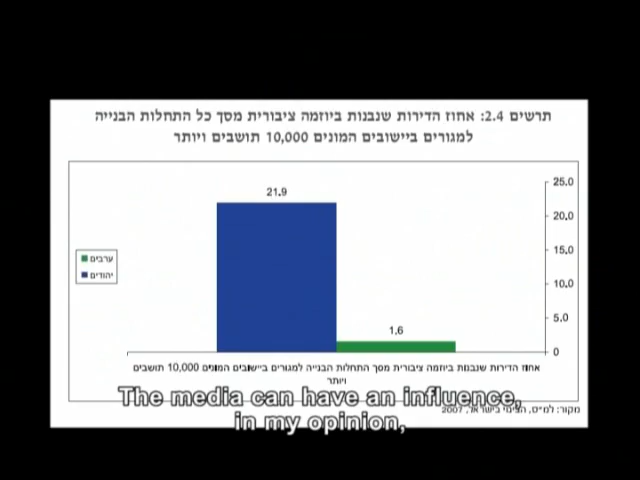 תרשים 2.4: אחוז הדירות שנבנות ביוזמה ציבורית מסך כל התחלות הבנייה
למגורים ביישובים המונים 10,000 תושבים ויותר
25.0
21.9
20.0
15.0
ערבים
יהודים
10.0
5.0
1.6
0
אחוז הדירות שנבנות ביוזמה ציבורית מסך התחלות הבנייה למגורים ביישובים המונים 10,000 תושבים
ויותר
The media can have an influence,
in my opinion,
מקור: למ"ס, הבינוי בישראל, 2007